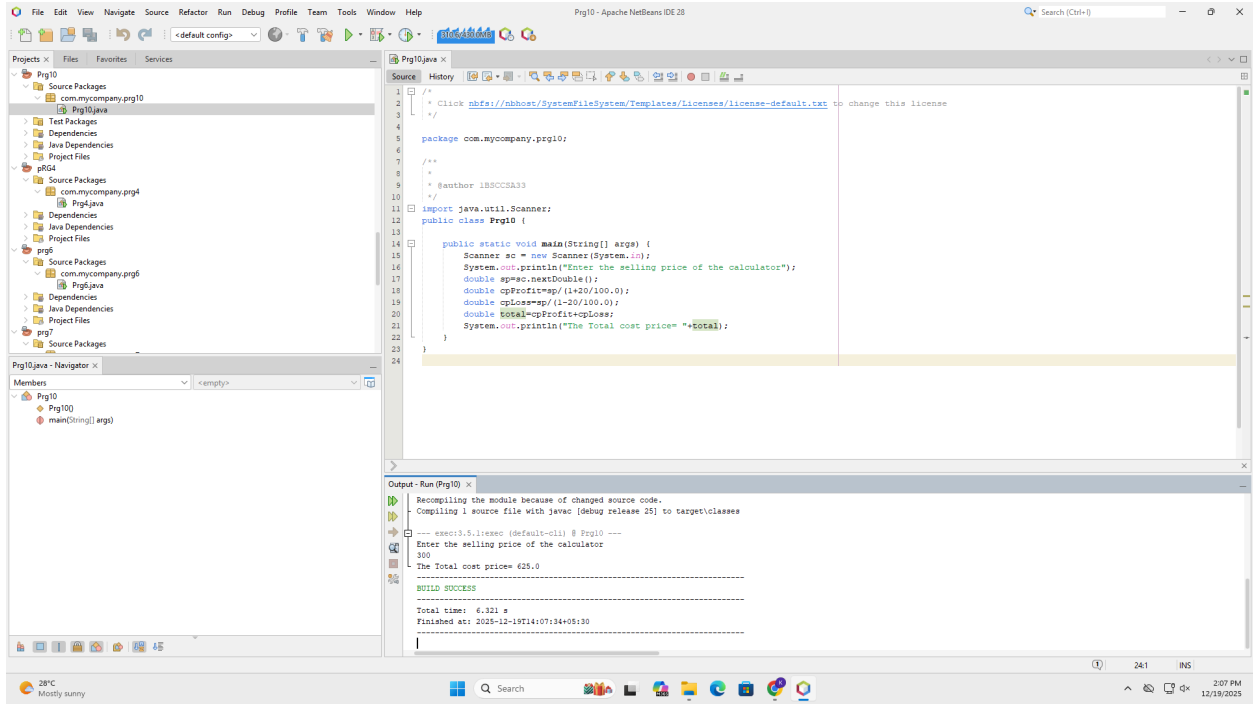 File Edit View Navigate Source Refactor Run Debug Profile Team Tools Window Help
Prg10 - Apache NetBeans IDE 28
Search (Ctrl+I)
<default config>
Projects Files Favorites Services
Prg10
Source Packages
com.mycompany.prg10
Prg10.java
Test Packages
Dependencies
Java Dependencies
Project Files
pRG4
Source Packages
com.mycompany.prg4
Prg4.java
Dependencies
Java Dependencies
Project Files
prg6
Source Packages
com.mycompany.prg6
Prg6.java
Dependencies
Java Dependencies
Project Files
prg7
Source Packages
Prg10.java - Navigator
Members <empty>
Prg10
Prg10()
main(String[] args)
Prg10.java
Source History
1 /*
2 * Click nbfs://nbhost/SystemFileSystem/Templates/Licenses/license-default.txt to change this license
3 */
4
5 package com.mycompany.prg10;
6
7 /**
8 *
9 * @author 1BSCCSA33
10 */
11 import java.util.Scanner;
12 public class Prg10 {
13
14 public static void main(String[] args) {
15 Scanner sc = new Scanner(System.in);
16 System.out.println("Enter the selling price of the calculator");
17 double sp=sc.nextDouble();
18 double cpProfit=sp/(1+20/100.0);
19 double cpLoss=sp/(1-20/100.0);
20 double total=cpProfit+cpLoss;
21 System.out.println("The Total cost price= "+total);
22 }
23 }
24
Output - Run (Prg10)
Recompiling the module because of changed source code.
Compiling 1 source file with javac [debug release 25] to target\classes
--- exec:3.5.1:exec (default-cli) @ Prg10 ---
Enter the selling price of the calculator
300
The Total cost price= 625.0
------------------------------------------------------------------------
BUILD SUCCESS
------------------------------------------------------------------------
Total time: 6.321 s
Finished at: 2025-12-19T14:07:34+05:30
------------------------------------------------------------------------
24:1 INS
28°C
Mostly sunny
Search
2:07 PM
12/19/2025